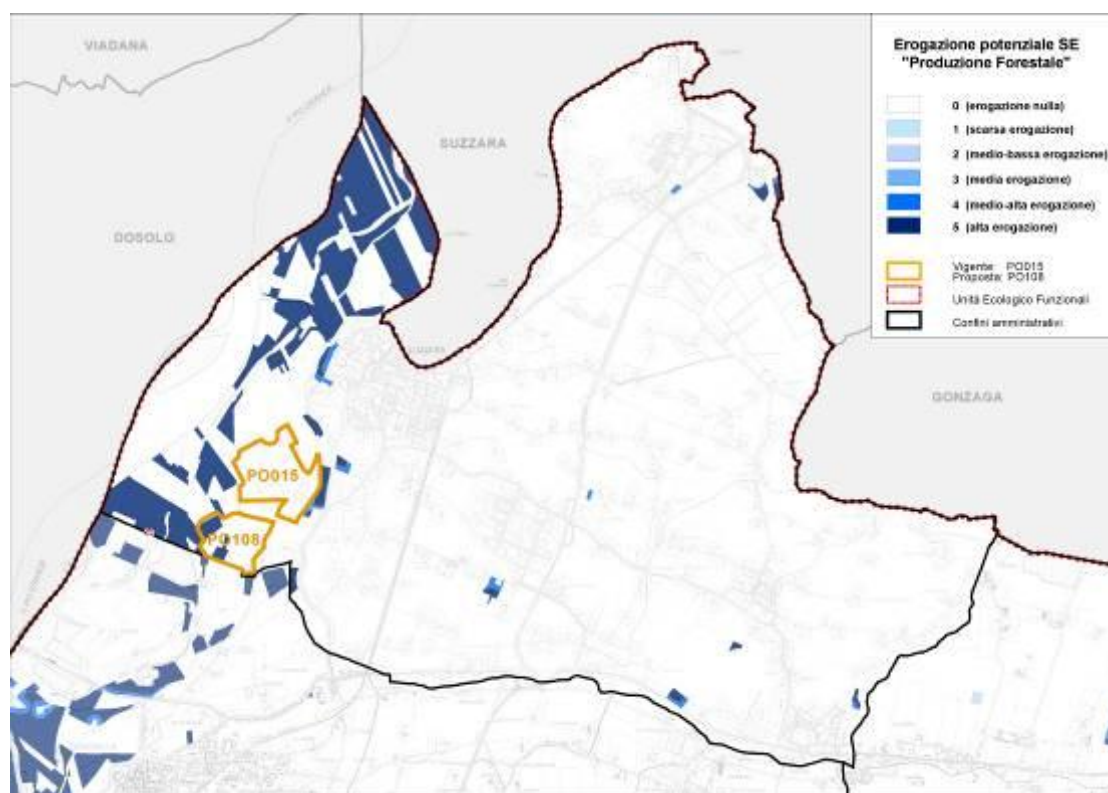 VIADANA
Erogazione potenziale SE
"Produzione Forestale"
0 (erogazione nulla)
1 (scarsa erogazione)
2 (medio-bassa erogazione)
3 (media erogazione)
4 (medio-alta erogazione)
5 (alta erogazione)
Vigente: PO015
Proposta: PO108
Unità Ecologico Funzionali
Confini amministrativi
SUZZARA
DOSOLO
GONZAGA
PO015
PO108